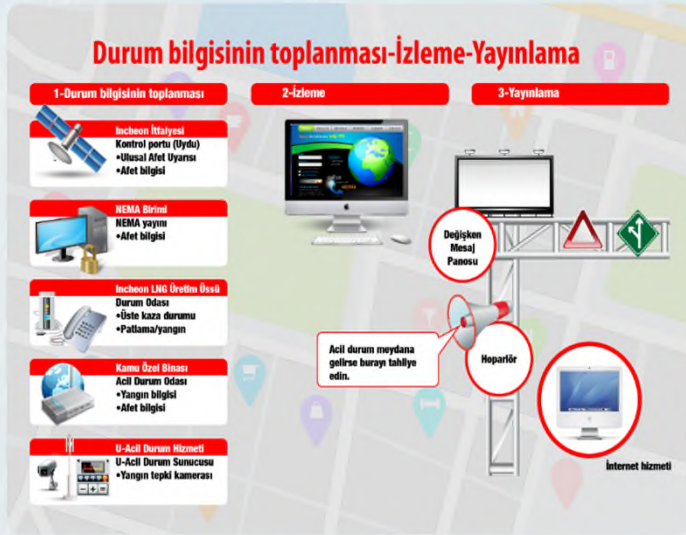 Durum bilgisinin toplanması-İzleme-Yayınlama
1-Durum bilgisinin toplanması
Incheon İtfaiyesi
Kontrol portu (Uydu)
•Ulusal Afet Uyarısı
•Afet bilgisi
NEMA Birimi
NEMA yayını
•Afet bilgisi
Incheon LNG Üretim Üssü
Durum Odası
•Üste kaza durumu
•Patlama/yangın
Kamu Özel Binası
Acil Durum Odası
•Yangın bilgisi
•Afet bilgisi
U-Acil Durum Hizmeti
U-Acil Durum Sunucusu
•Yangın tepki kamerası
2-İzleme
3-Yayınlama
Değişken
Mesaj
Panosu
Acil durum meydana
gelirse burayı tahliye
edin.
Hoparlör
İnternet hizmeti